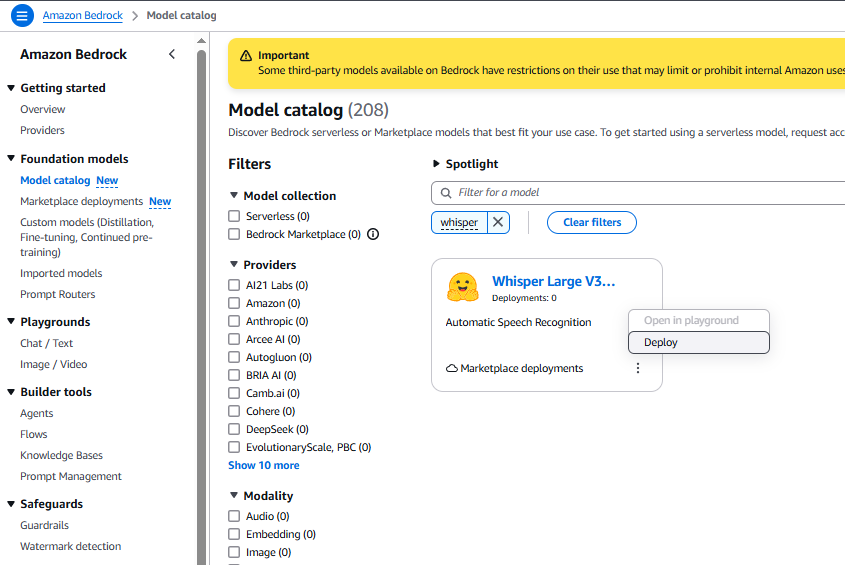 Amazon Bedrock > Model catalog
Amazon Bedrock
Getting started
Overview
Providers
Foundation models
Model catalog New
Marketplace deployments New
Custom models (Distillation,
Fine-tuning, Continued pre-
training)
Imported models
Prompt Routers
Playgrounds
Chat / Text
Image / Video
Builder tools
Agents
Flows
Knowledge Bases
Prompt Management
Safeguards
Guardrails
Watermark detection
Important
Some third-party models available on Bedrock have restrictions on their use that may limit or prohibit internal Amazon uses
Model catalog (208)
Discover Bedrock serverless or Marketplace models that best fit your use case. To get started using a serverless model, request acc
Filters
Model collection
Serverless (0)
Bedrock Marketplace (0)
Providers
AI21 Labs (0)
Amazon (0)
Anthropic (0)
Arcee AI (0)
Autogluon (0)
BRIA AI (0)
Camb.ai (0)
Cohere (0)
DeepSeek (0)
EvolutionaryScale, PBC (0)
Show 10 more
Modality
Audio (0)
Embedding (0)
Image (0)
Spotlight
Filter for a model
whisper
Clear filters
Whisper Large V3...
Deployments: 0
Automatic Speech Recognition
Marketplace deployments
Open in playground
Deploy